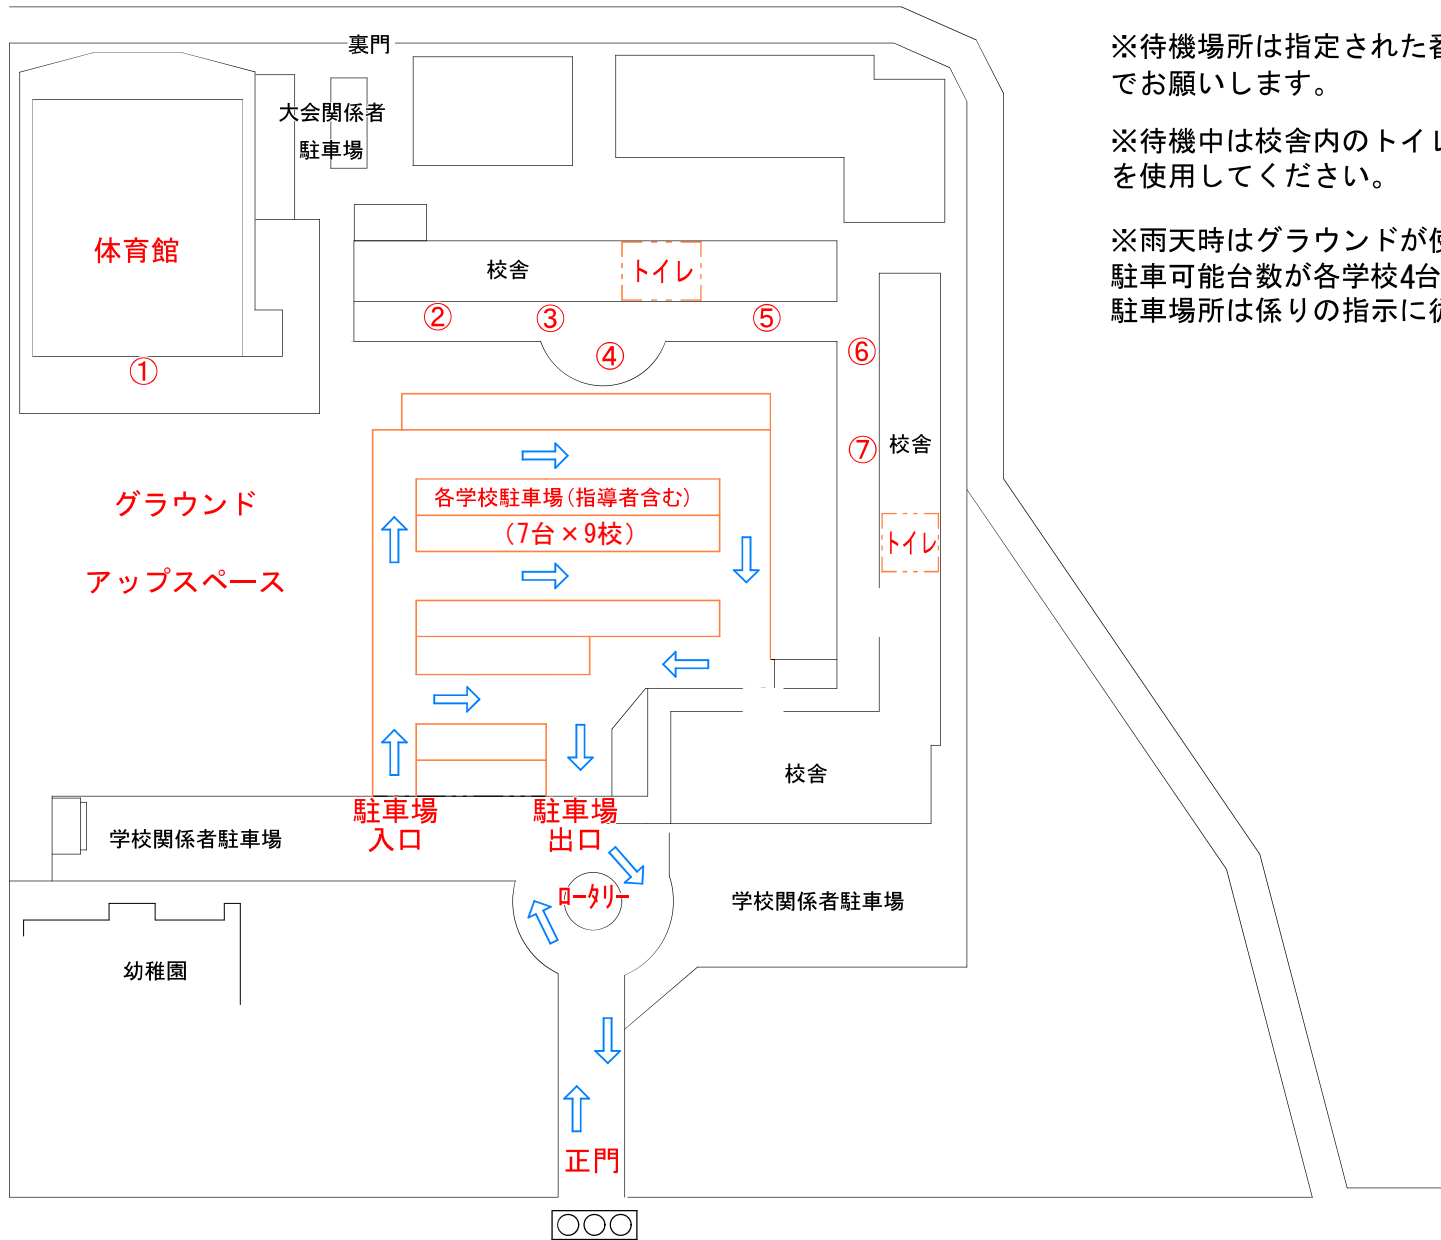 裏門
※待機場所は指定された番
でお願いします。
※待機中は校舎内のトイレ
を使用してください。
※雨天時はグラウンドが使
駐車可能台数が各学校4台
駐車場所は係りの指示に従
大会関係者
駐車場
体育館
校舎
トイレ
①
②
③
④
⑤
⑥
⑦
校舎
トイレ
グラウンド
アップスペース
各学校駐車場(指導者含む)
(7台×9校)
校舎
駐車場
入口
駐車場
出口
学校関係者駐車場
ロータリー
学校関係者駐車場
幼稚園
正門